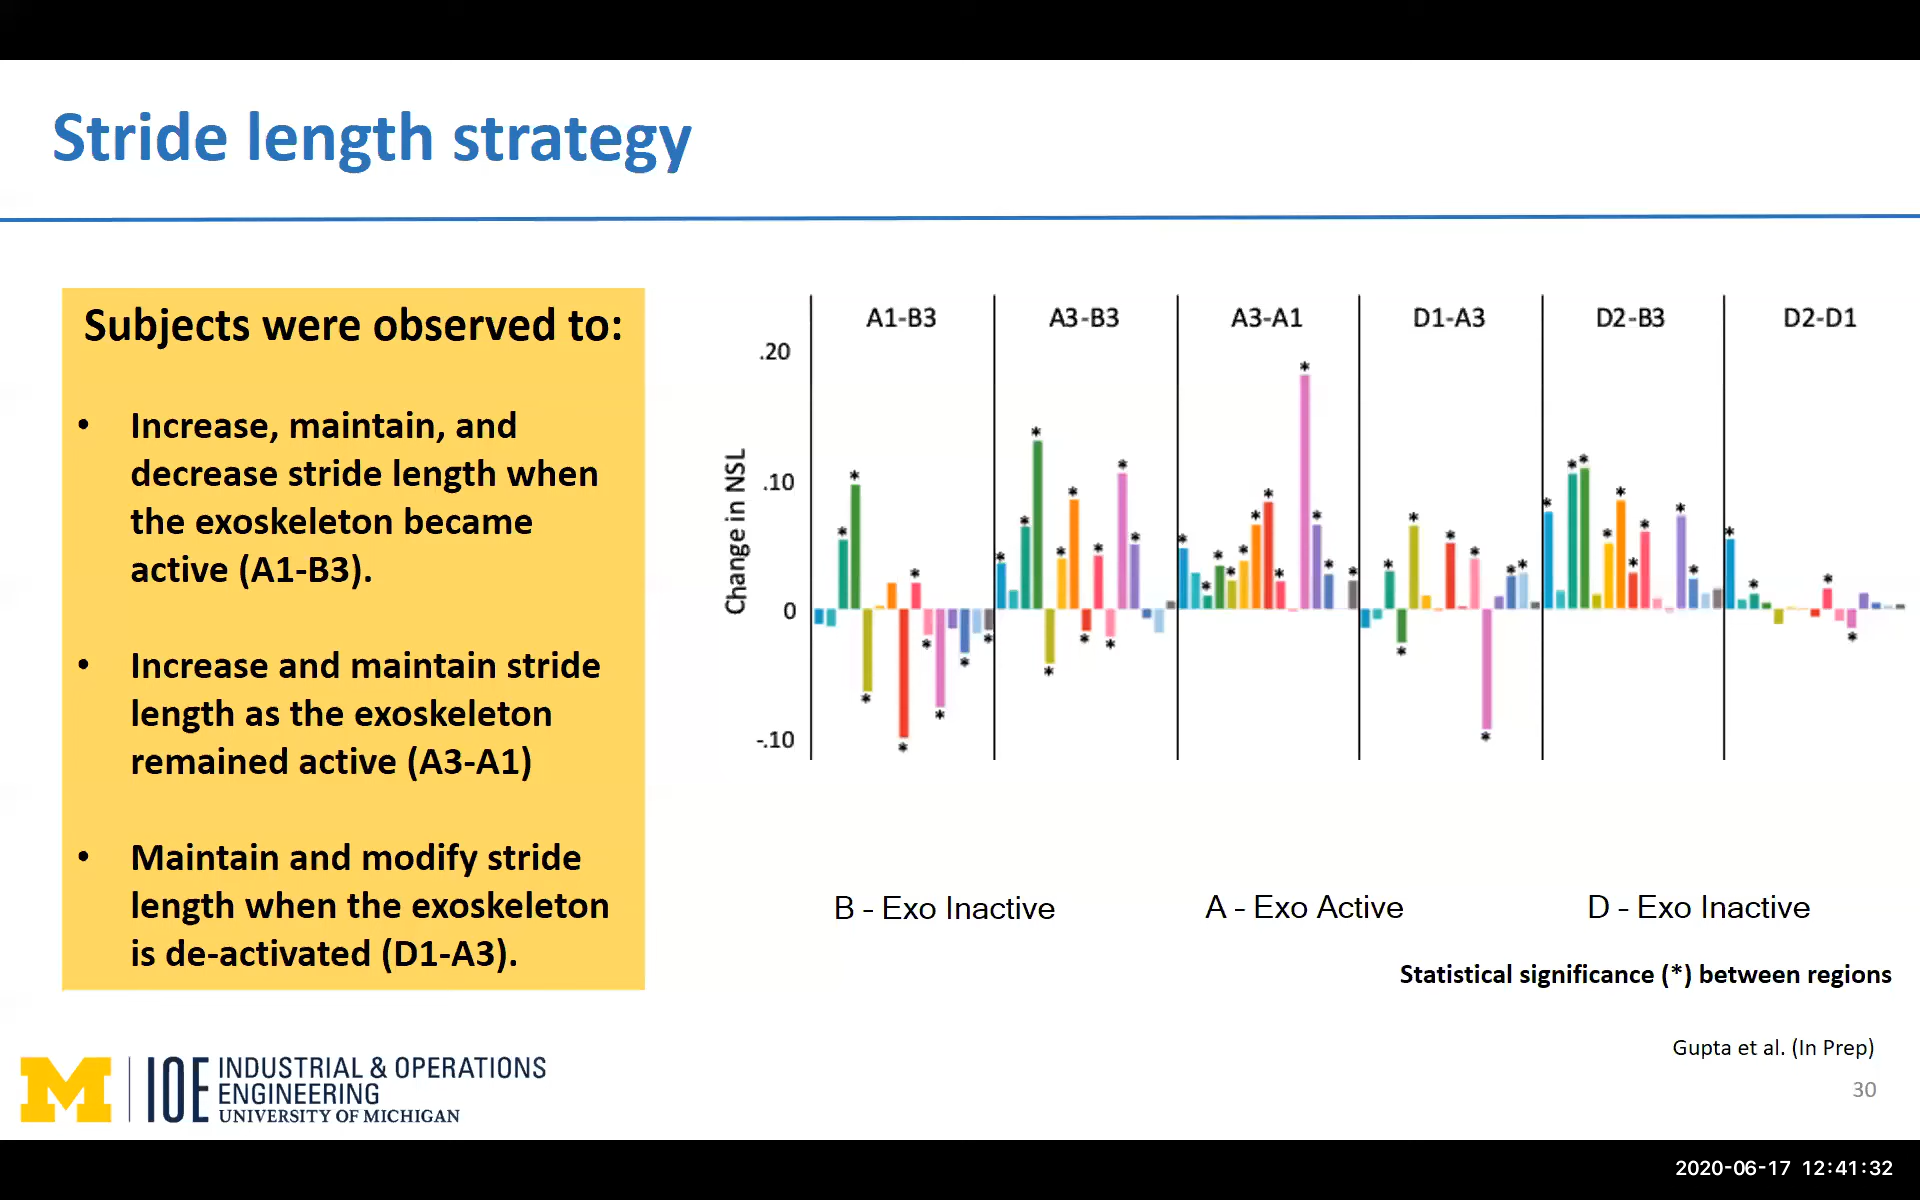 Stride length strategy
Subjects were observed to:
• Increase, maintain, and
decrease stride length when
the exoskeleton became
active (A1-B3).
• Increase and maintain stride
length as the exoskeleton
remained active (A3-A1)
• Maintain and modify stride
length when the exoskeleton
is de-activated (D1-A3).
A1-B3 A3-B3 A3-A1 D1-A3 D2-B3 D2-D1
.20
.10
0
-.10
Change in NSL
B - Exo Inactive A - Exo Active D - Exo Inactive
Statistical significance (*) between regions
Gupta et al. (In Prep)
30
M IOE INDUSTRIAL & OPERATIONS
ENGINEERING
UNIVERSITY OF MICHIGAN
2020-06-17 12:41:32